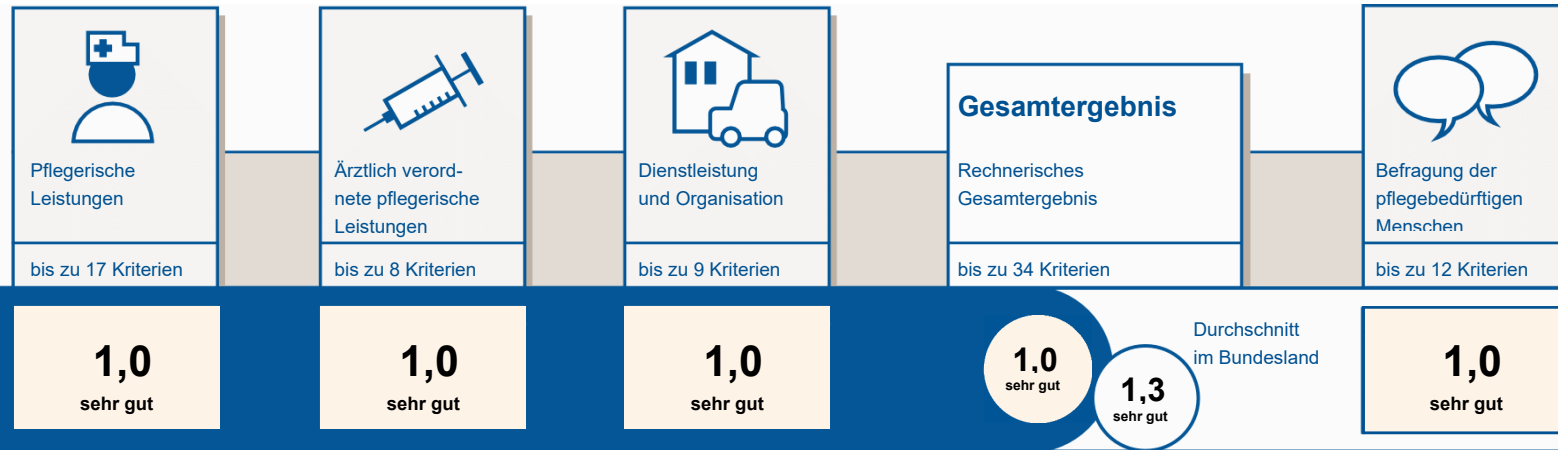 Pflegerische
Leistungen
bis zu 17 Kriterien
1,0
sehr gut
Ärztlich verord-
nete pflegerische
Leistungen
bis zu 8 Kriterien
1,0
sehr gut
Dienstleistung
und Organisation
bis zu 9 Kriterien
1,0
sehr gut
Gesamtergebnis
Rechnerisches
Gesamtergebnis
bis zu 34 Kriterien
1,0
sehr gut
1,3
sehr gut
Durchschnitt
im Bundesland
Befragung der
pflegebedürftigen
Menschen
bis zu 12 Kriterien
1,0
sehr gut